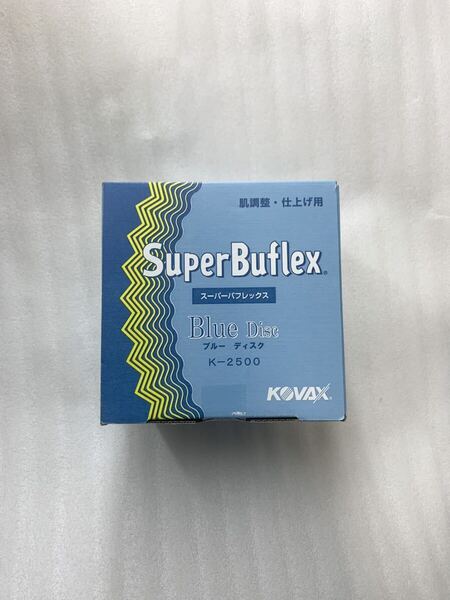 肌調整・仕上げ用
SuperBuflex®
スーパーバフレックス
Blue Disc
ブルー ディスク
K-2500
KOVAX®